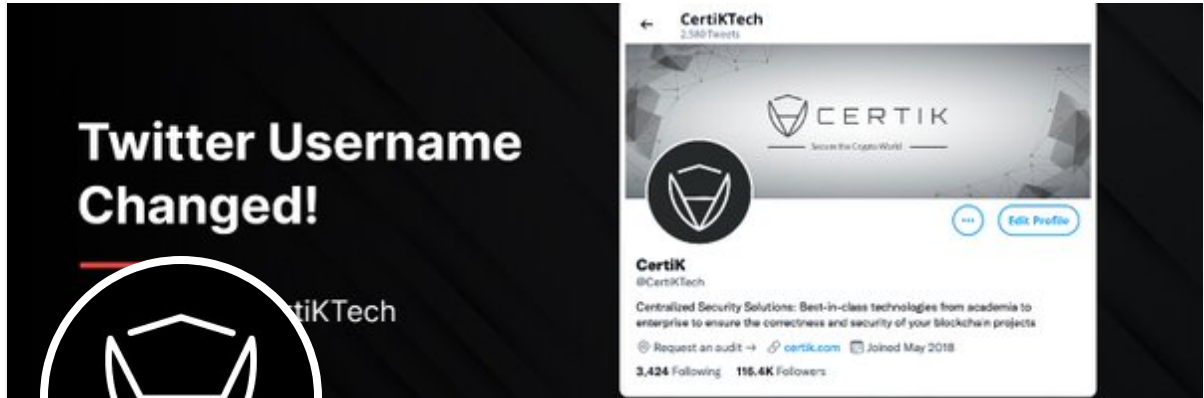 Twitter Username
Changed!
tiKTech
CertiKTech
2,580 Tweets
CERTIK
Secure the Crypto World
Edit Profile
CertiK
@CertiKTech
Centralized Security Solutions: Best-in-class technologies from academia to
enterprise to ensure the correctness and security of your blockchain projects
Request an audit → certik.com Joined May 2018
3,424 Following 116.4K Followers